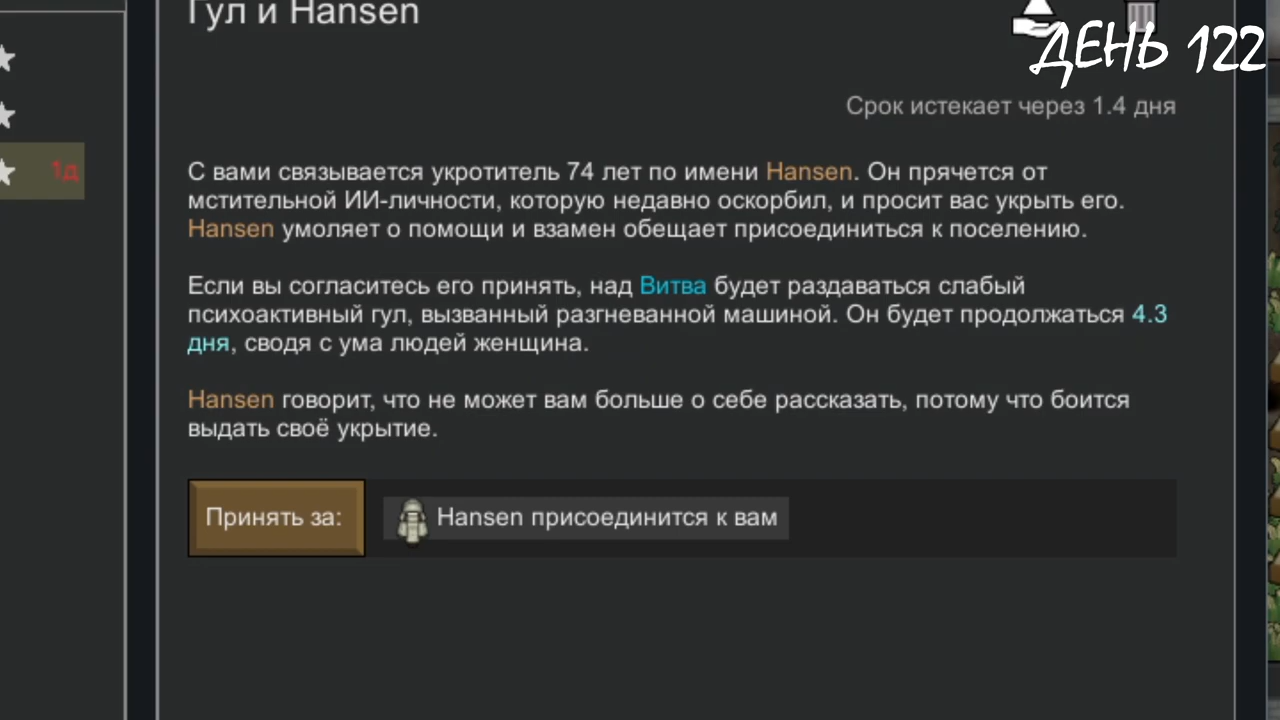 Гул и Hansen
ДЕНЬ 122
Срок истекает через 1.4 дня
1д
С вами связывается укротитель 74 лет по имени Hansen. Он прячется от
мстительной ИИ-личности, которую недавно оскорбил, и просит вас укрыть его.
Hansen умоляет о помощи и взамен обещает присоединиться к поселению.
Если вы согласитесь его принять, над Витва будет раздаваться слабый
психоактивный гул, вызванный разгневанной машиной. Он будет продолжаться 4.3
дня, сводя с ума людей женщина.
Hansen говорит, что не может вам больше о себе рассказать, потому что боится
выдать своё укрытие.
Принять за:
Hansen присоединится к вам